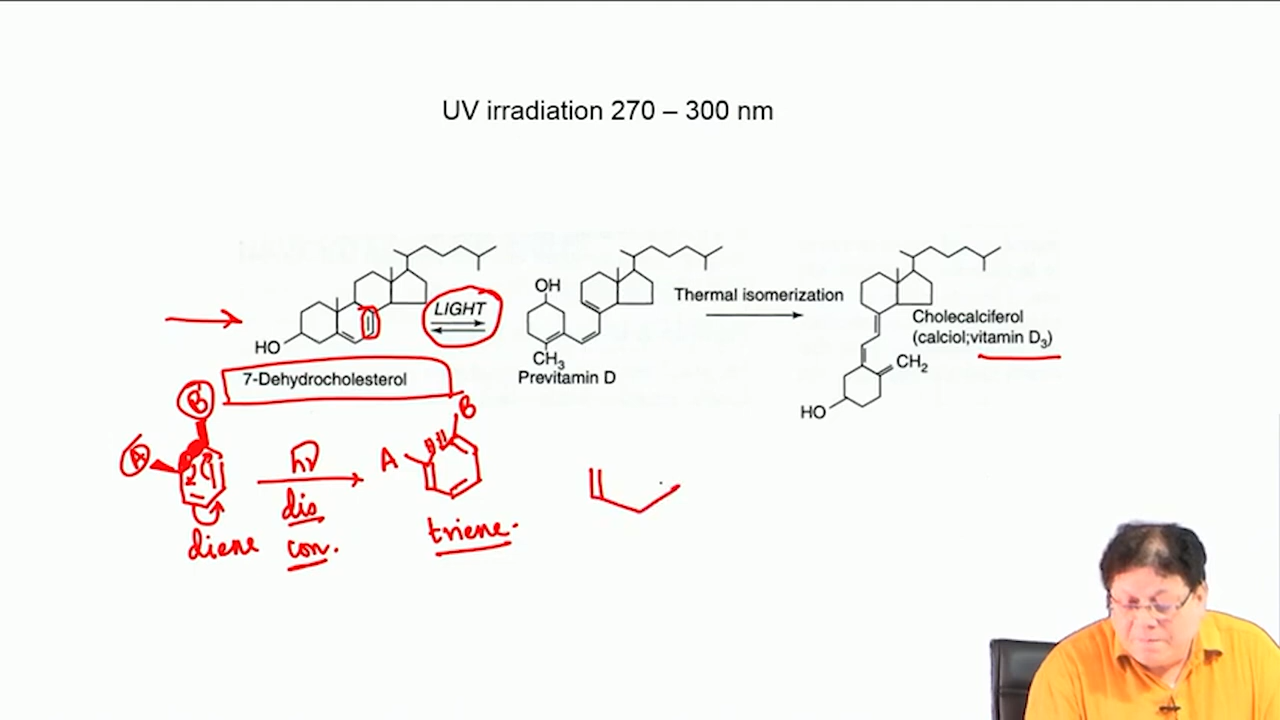 UV irradiation 270 – 300 nm
LIGHT
OH
Thermal isomerization
Cholecalciferol
(calciol;vitamin D₃)
HO
CH₃
CH₂
7-Dehydrocholesterol
Previtamin D
HO
B
A
hν
dis
con.
diene
A
B
triene.